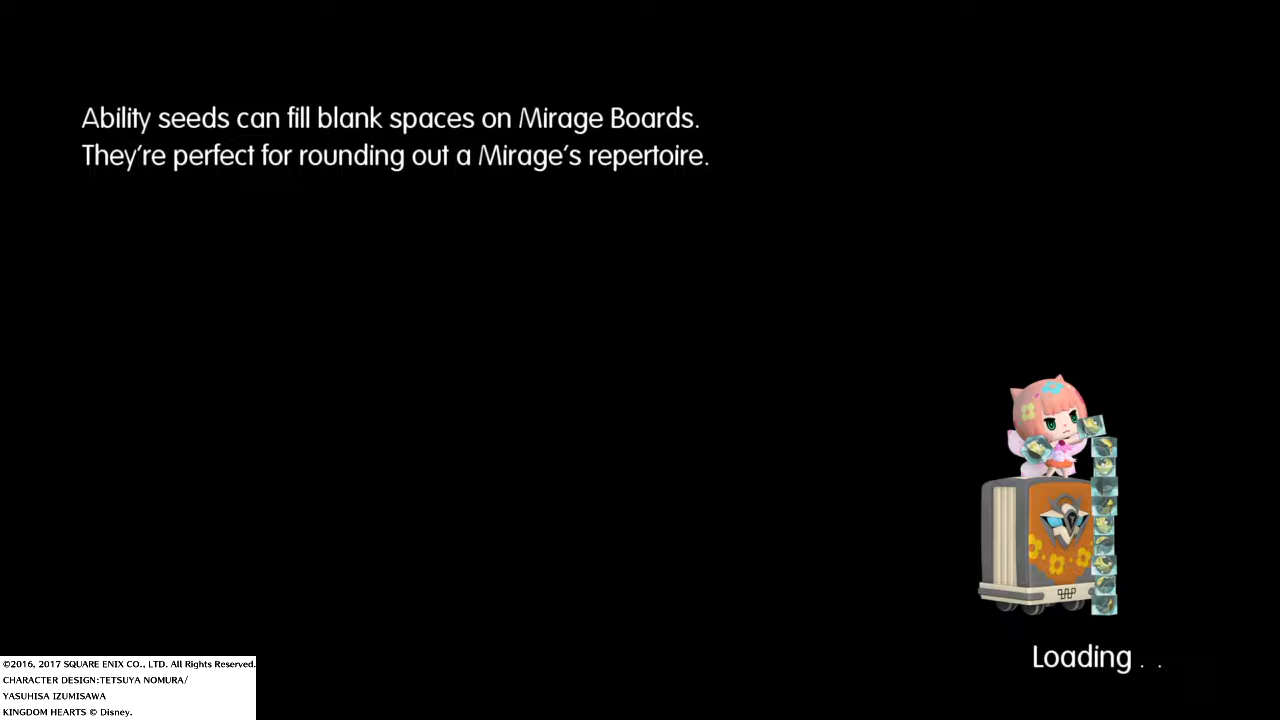 Ability seeds can fill blank spaces on Mirage Boards.
They're perfect for rounding out a Mirage's repertoire.
Loading . .
©2016, 2017 SQUARE ENIX CO., LTD. All Rights Reserved.
CHARACTER DESIGN:TETSUYA NOMURA/
YASUHISA IZUMISAWA
KINGDOM HEARTS © Disney.